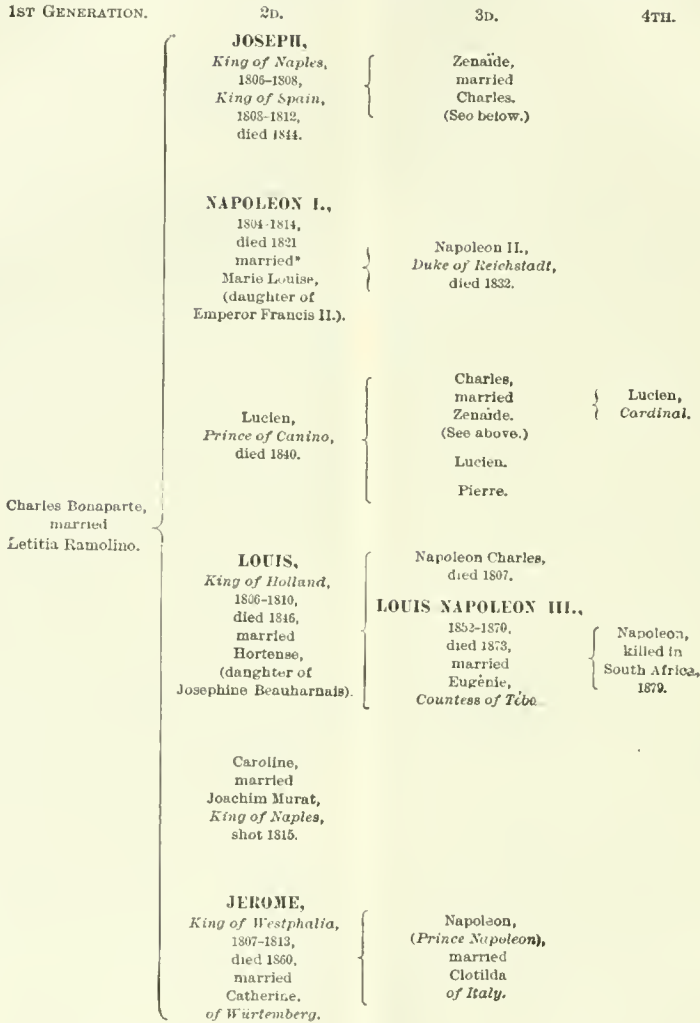 1ST GENERATION. 2D. 3D. 4TH.
JOSEPH,
King of Naples,
1806-1808,
King of Spain,
1808-1812,
died 1844.
Zenaïde,
married
Charles.
(See below.)
NAPOLEON I.,
1804-1814,
died 1821
married*
Marie Louise,
(daughter of
Emperor Francis II.).
Napoleon II.,
Duke of Reichstadt,
died 1832.
Lucien,
Prince of Canino,
died 1840.
Charles,
married
Zenaïde.
(See above.)
Lucien.
Pierre.
Lucien,
Cardinal.
Charles Bonaparte,
married
Letitia Ramolino.
LOUIS,
King of Holland,
1806-1810,
died 1846,
married
Hortense,
(daughter of
Josephine Beauharnais).
Napoleon Charles,
died 1807.
LOUIS NAPOLEON III.,
1852-1870,
died 1873,
married
Eugénie,
Countess of Téba
Napoleon,
killed in
South Africa,
1879.
Caroline,
married
Joachim Murat,
King of Naples,
shot 1815.
JEROME,
King of Westphalia,
1807-1813,
died 1860,
married
Catherine,
of Würtemberg.
Napoleon,
(Prince Napoleon),
married
Clotilda
of Italy.